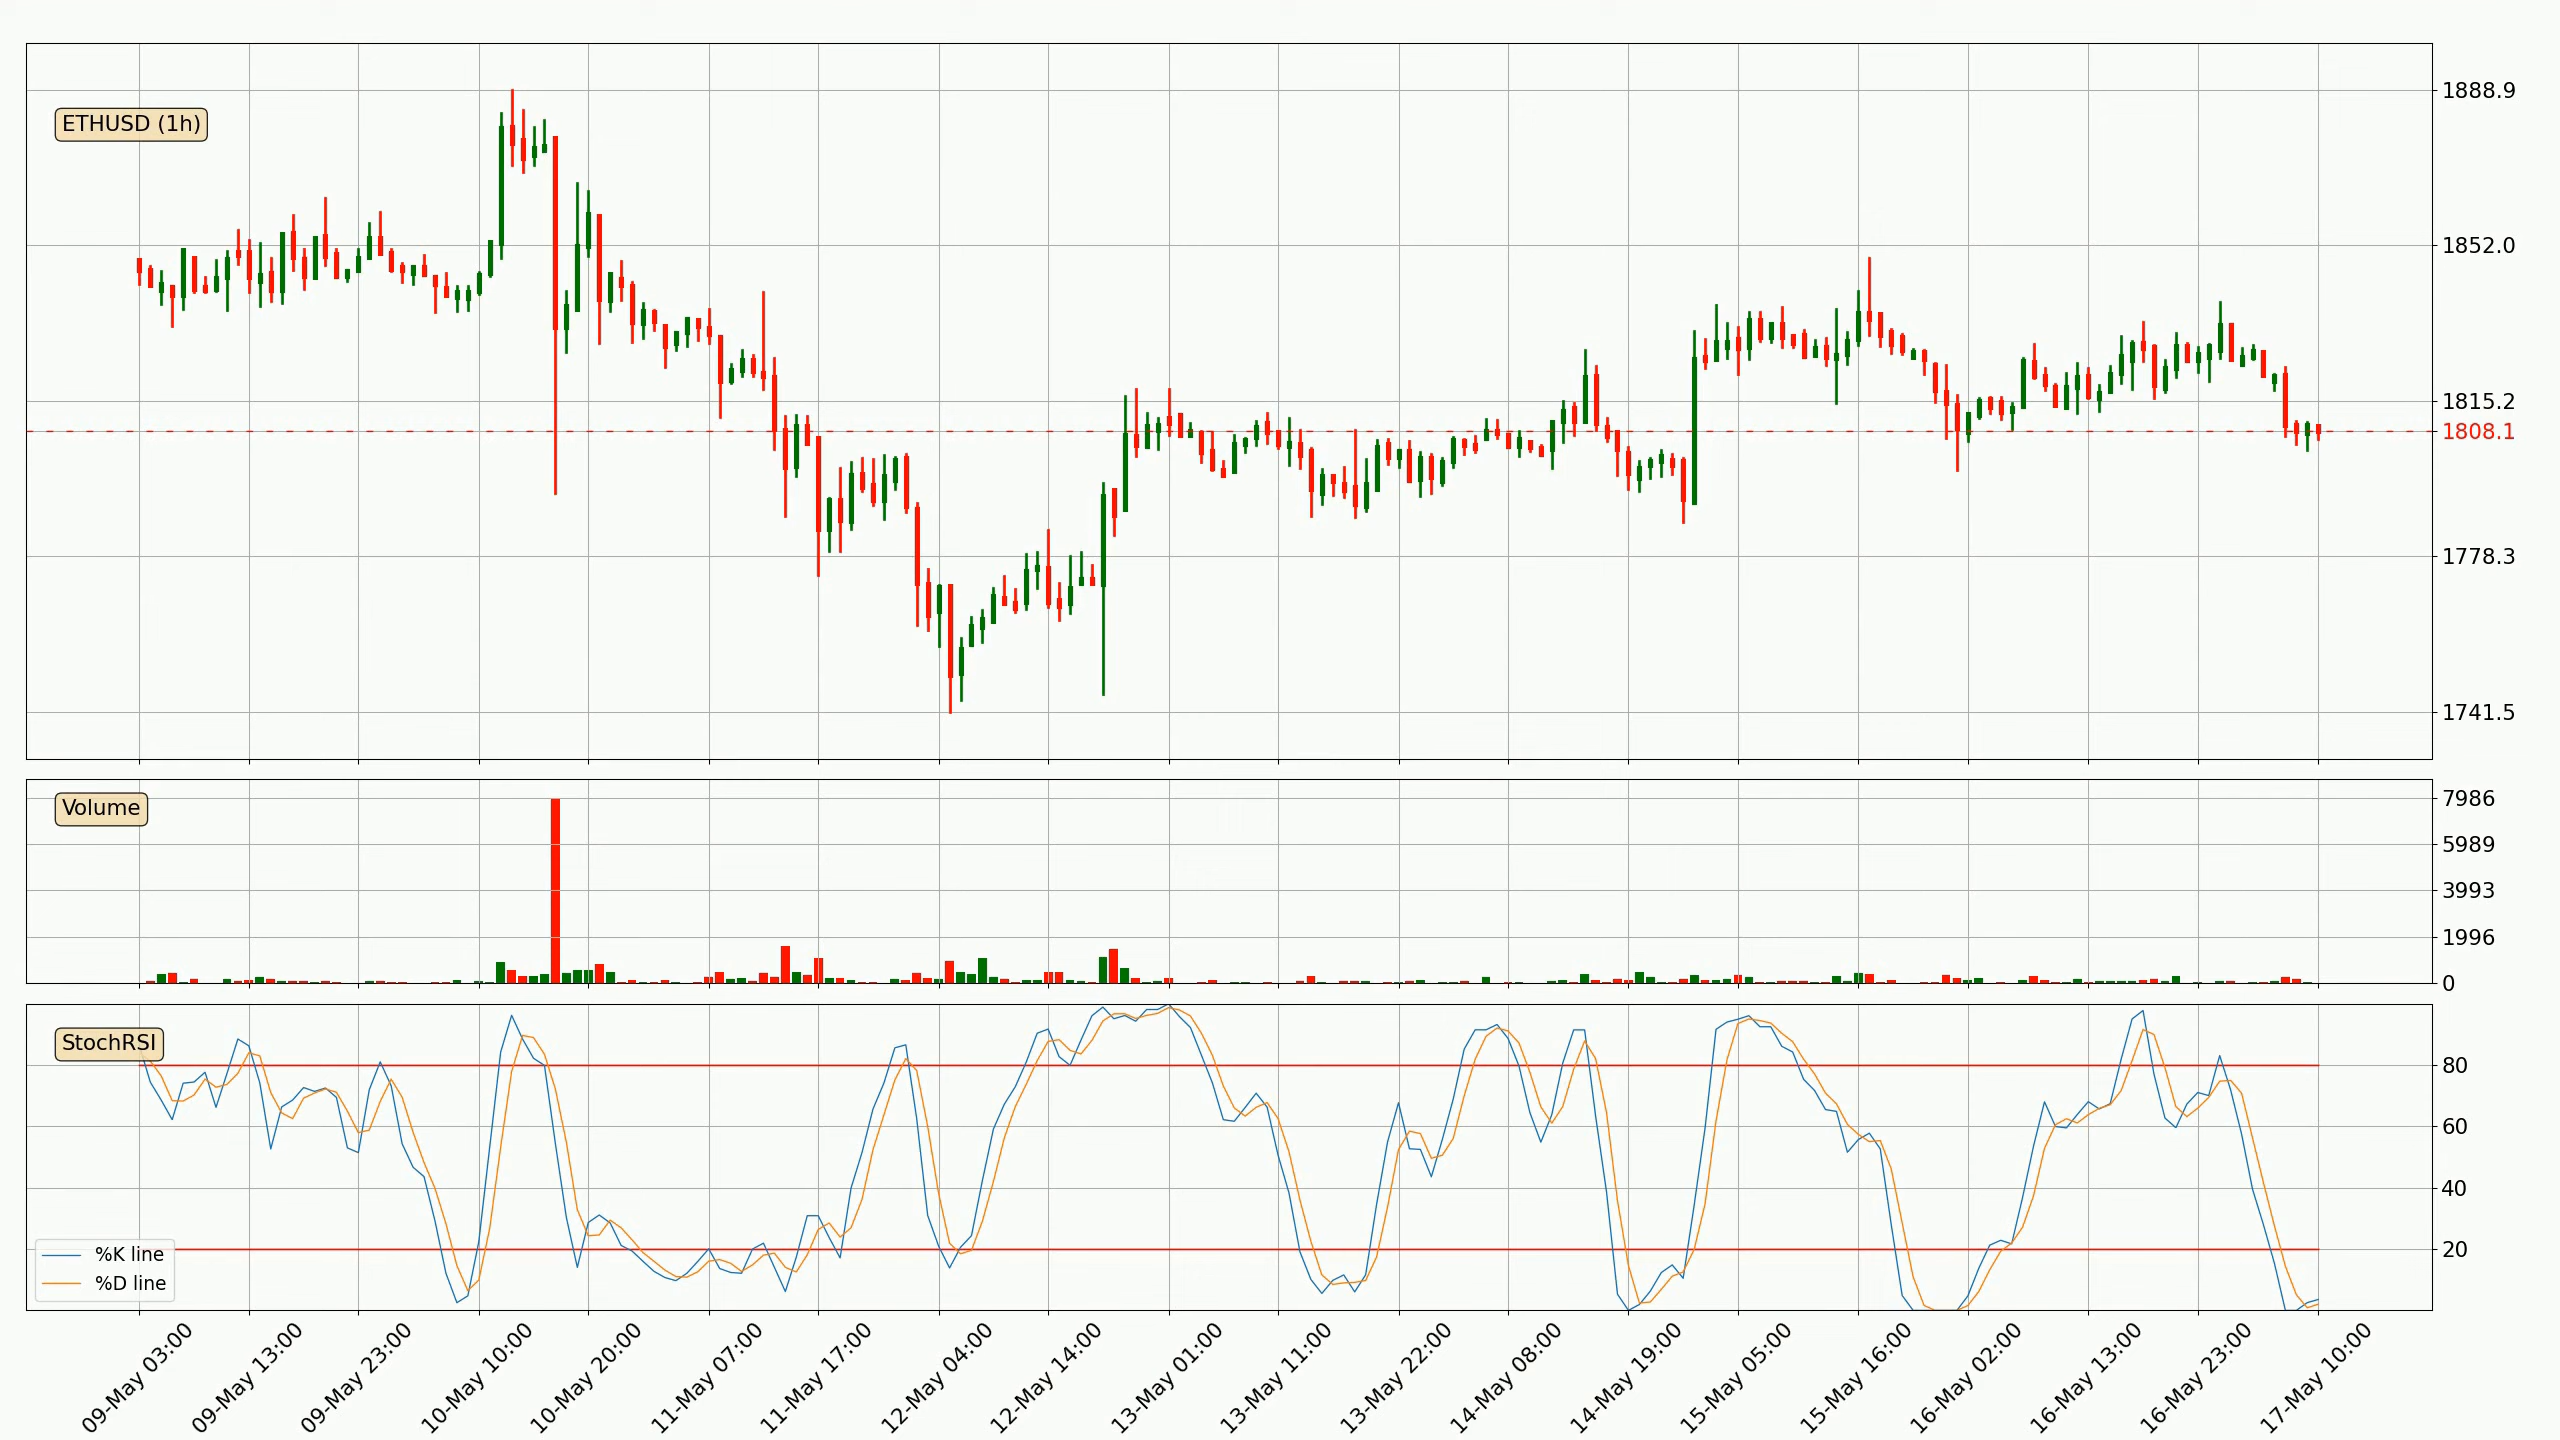 ETHUSD (1h)
1888.9
1852.0
1815.2
1808.1
1778.3
1741.5
Volume
7986
5989
3993
1996
0
StochRSI
80
60
40
20
%K line
%D line
09-May 03:00
09-May 13:00
09-May 23:00
10-May 10:00
10-May 20:00
11-May 07:00
11-May 17:00
12-May 04:00
12-May 14:00
13-May 01:00
13-May 11:00
13-May 22:00
14-May 08:00
14-May 19:00
15-May 05:00
15-May 16:00
16-May 02:00
16-May 13:00
16-May 23:00
17-May 10:00